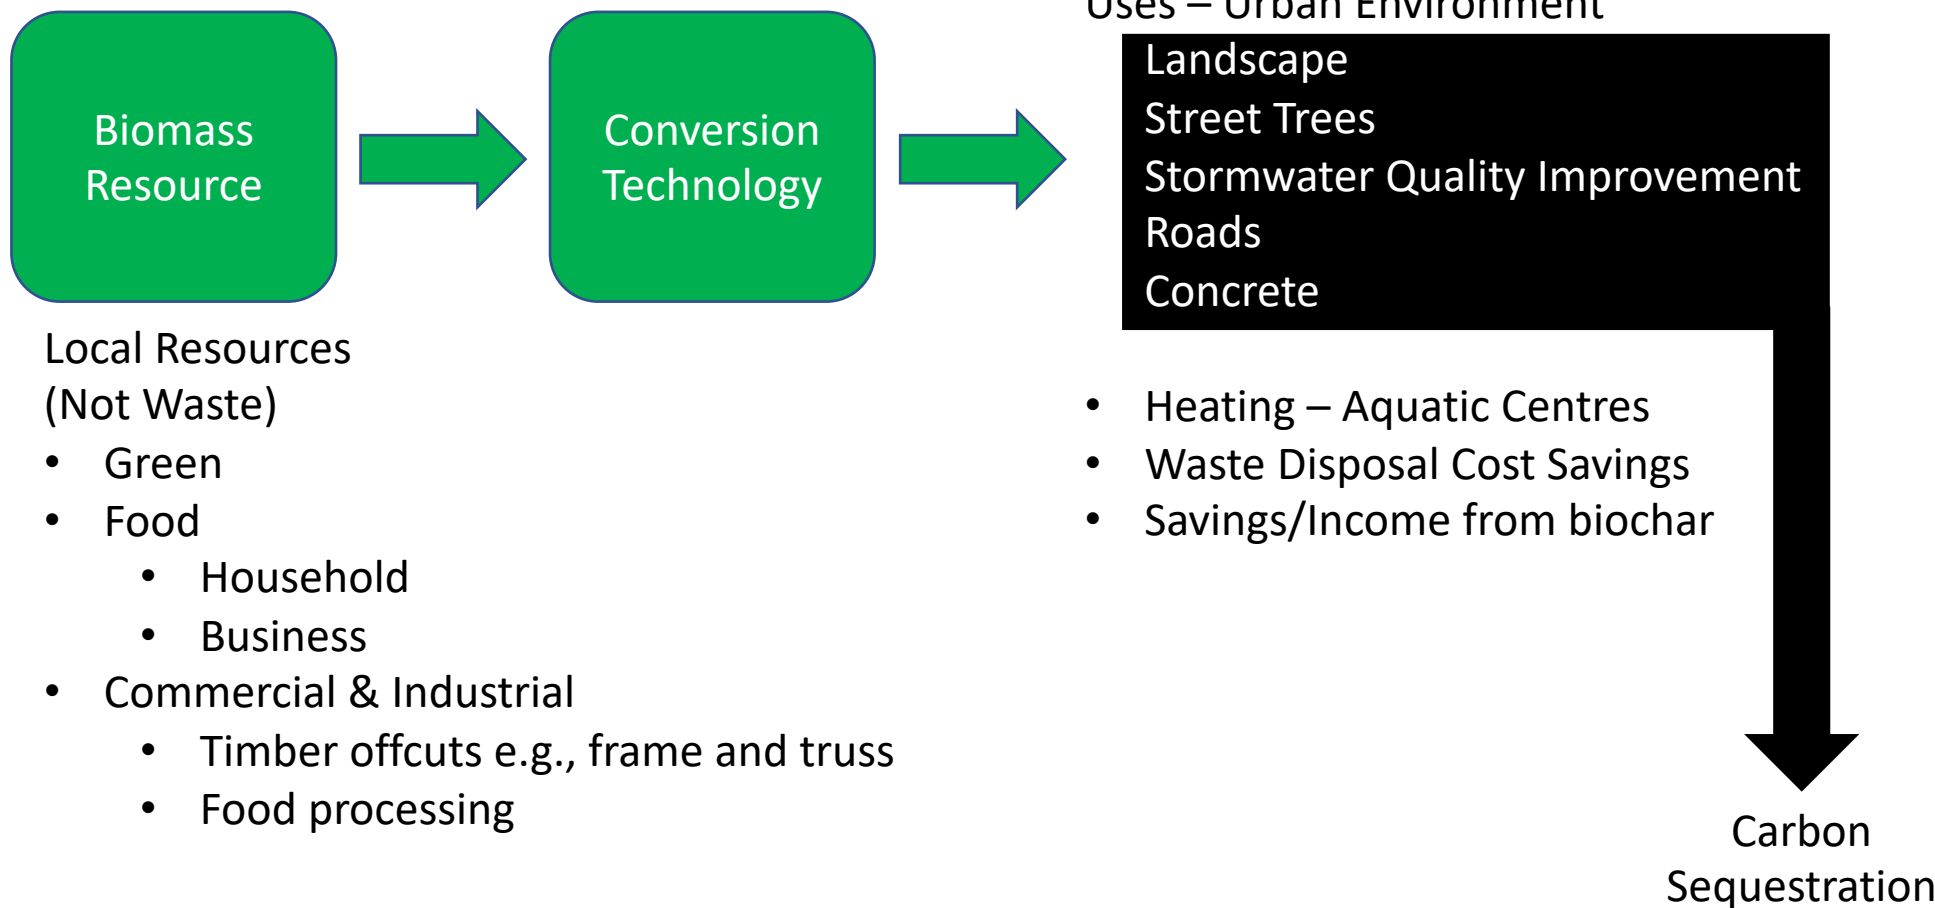 Biomass
Resource
Conversion
Technology
Uses – Urban Environment
Landscape
Street Trees
Stormwater Quality Improvement
Roads
Concrete
Local Resources
(Not Waste)
• Green
• Food
• Household
• Business
• Commercial & Industrial
• Timber offcuts e.g., frame and truss
• Food processing
• Heating – Aquatic Centres
• Waste Disposal Cost Savings
• Savings/Income from biochar
Carbon
Sequestration